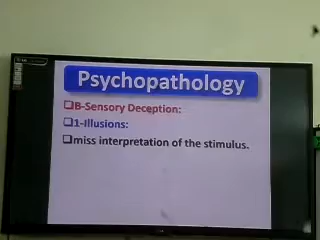 Psychopathology
❑B-Sensory Deception:
❑1-Illusions:
❑miss interpretation of the stimulus.